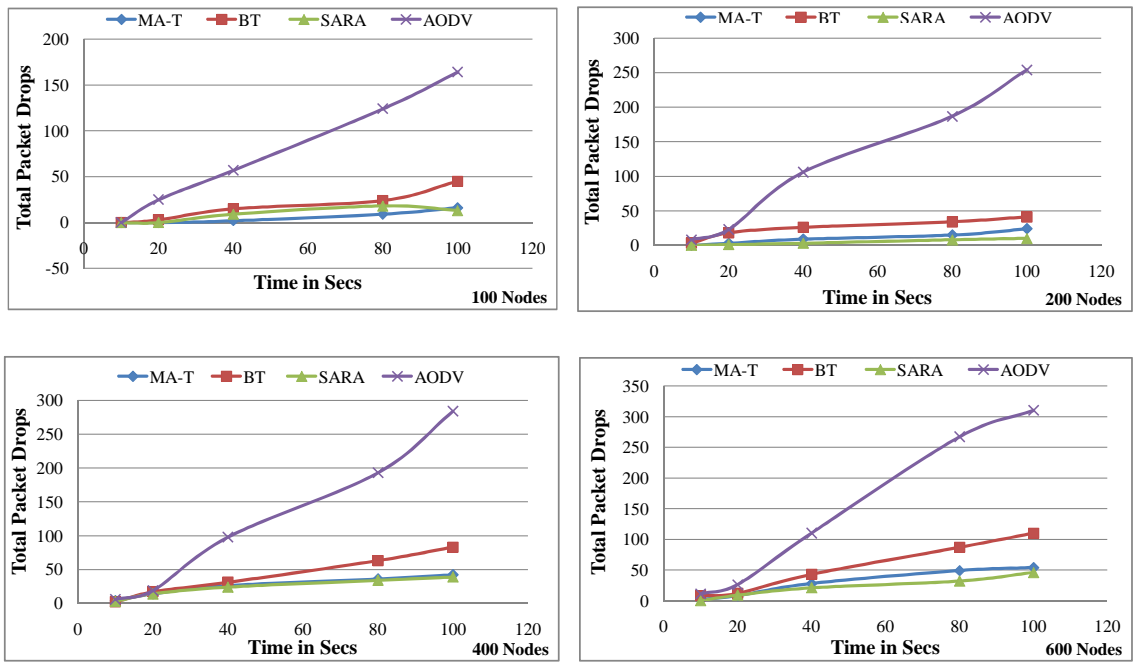 MA-T BT SARA AODV
Total Packet Drops
200
150
100
50
0
-50
0 20 40 60 80 100 120
Time in Secs
100 Nodes
MA-T BT SARA AODV
Total Packet Drops
300
250
200
150
100
50
0
0 20 40 60 80 100 120
Time in Secs
200 Nodes
MA-T BT SARA AODV
Total Packet Drops
300
250
200
150
100
50
0
0 20 40 60 80 100 120
Time in Secs
400 Nodes
MA-T BT SARA AODV
Total Packet Drops
350
300
250
200
150
100
50
0
0 20 40 60 80 100 120
Time in Secs
600 Nodes